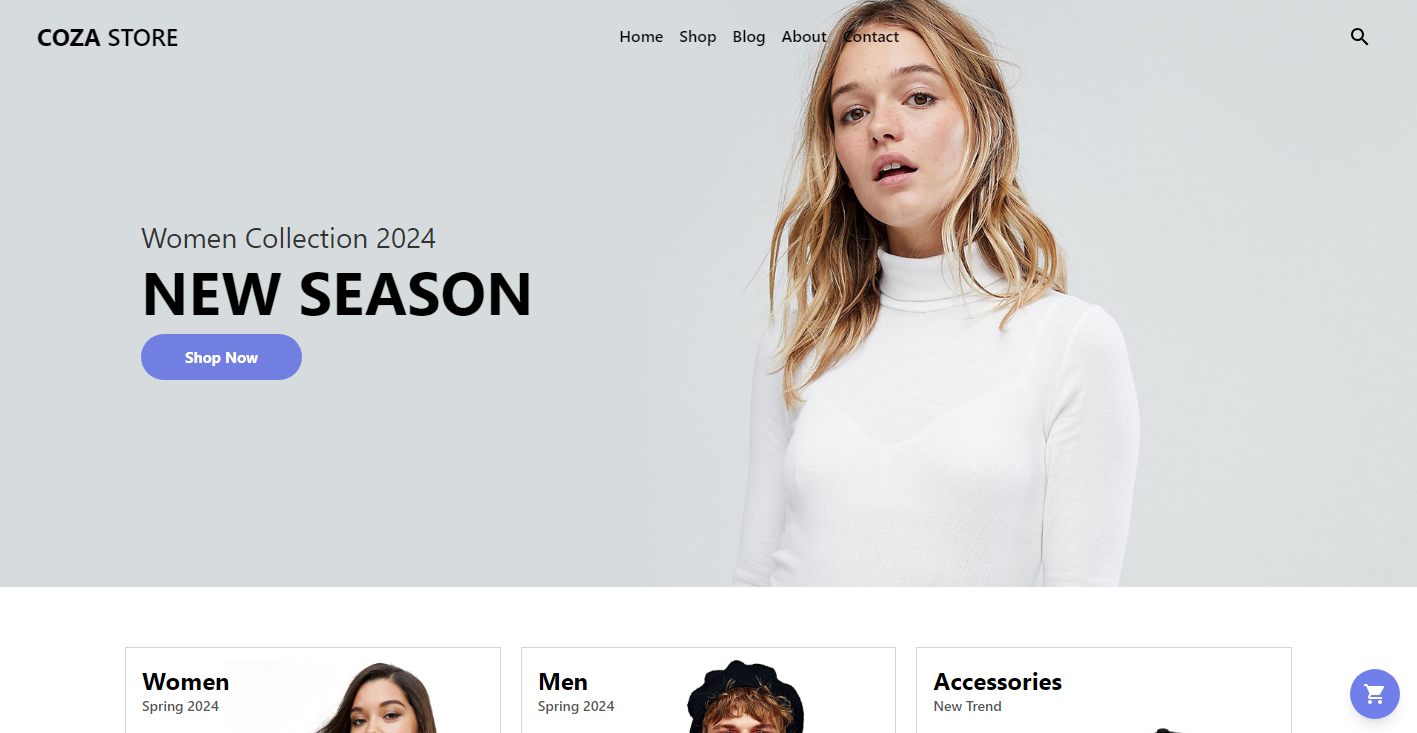 COZA STORE
Home Shop Blog About Contact
Women Collection 2024
NEW SEASON
Shop Now
Women
Spring 2024
Men
Spring 2024
Accessories
New Trend